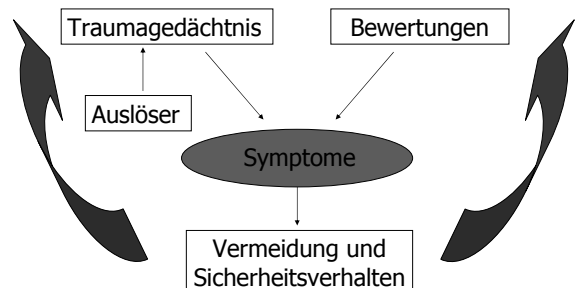 Traumagedächtnis
Bewertungen
Auslöser
Symptome
Vermeidung und
Sicherheitsverhalten